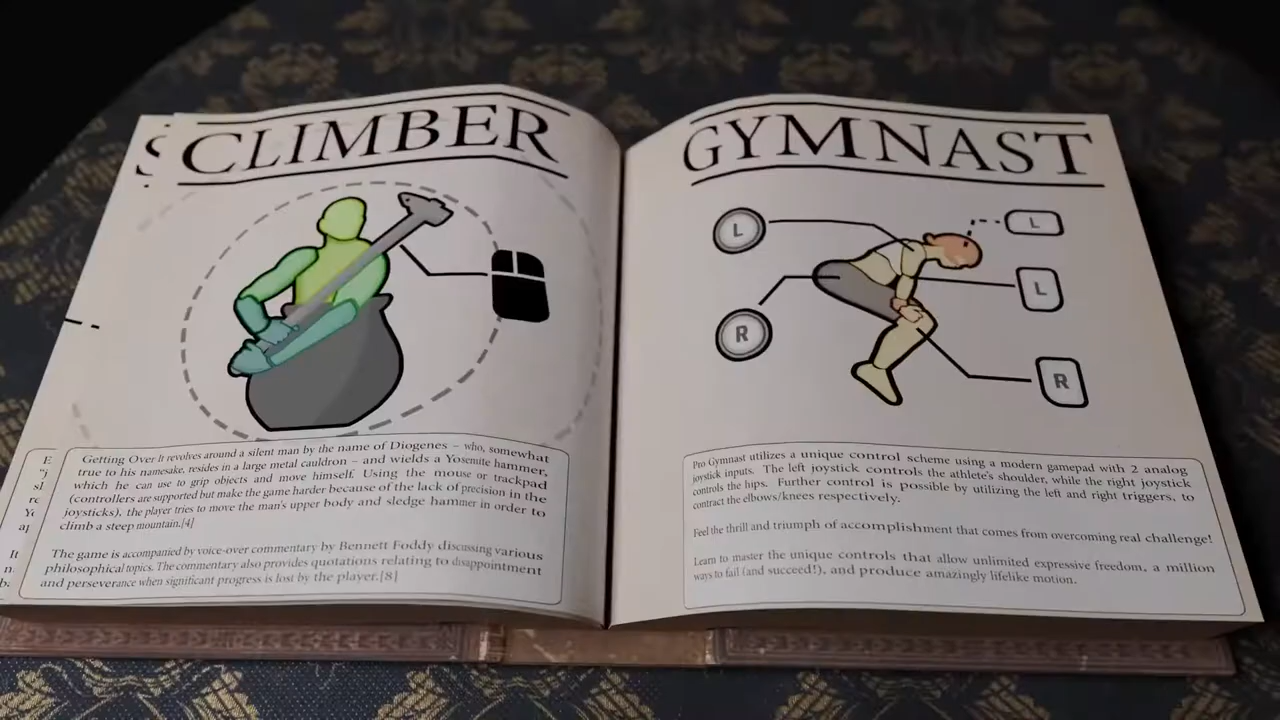 CLIMBER
Getting Over It revolves around a silent man by the name of Diogenes – who, somewhat
true to his namesake, resides in a large metal cauldron – and wields a Yosemite hammer,
which he can use to grip objects and move himself. Using the mouse or trackpad
(controllers are supported but make the game harder because of the lack of precision in the
joysticks), the player tries to move the man's upper body and sledge hammer in order to
climb a steep mountain.[4]
The game is accompanied by voice-over commentary by Bennett Foddy discussing various
philosophical topics. The commentary also provides quotations relating to disappointment
and perseverance when significant progress is lost by the player.[8]
GYMNAST
L
L
L
R
R
Pro Gymnast utilizes a unique control scheme using a modern gamepad with 2 analog
joystick inputs. The left joystick controls the athlete's shoulder, while the right joystick
controls the hips. Further control is possible by utilizing the left and right triggers, to
contract the elbows/knees respectively.
Feel the thrill and triumph of accomplishment that comes from overcoming real challenge!
Learn to master the unique controls that allow unlimited expressive freedom, a million
ways to fail (and succeed!), and produce amazingly lifelike motion.